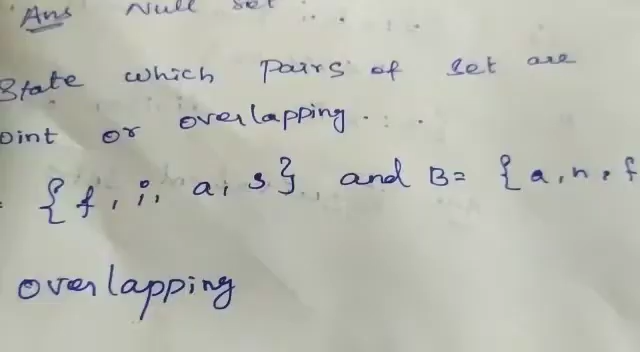 Ans Null set
State which pairs of set are
oint or overlapping
= {f, i, a, s} and B = {a, n, f
overlapping